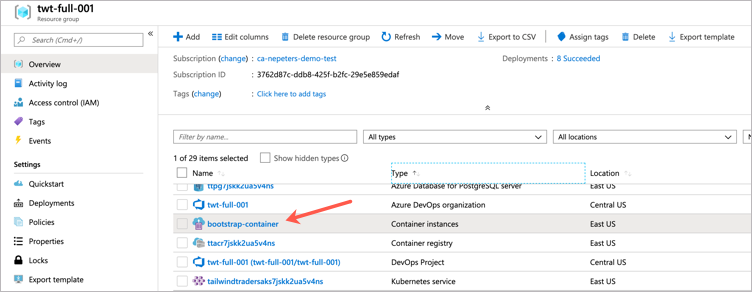 twt-full-001
Resource group
Search (Cmd+/)
«
Overview
Activity log
Access control (IAM)
Tags
Events
Settings
Quickstart
Deployments
Policies
Properties
Locks
Export template
Add
Edit columns
Delete resource group
Refresh
Move
Export to CSV
Assign tags
Delete
Export template
Subscription (change) : ca-nepeters-demo-test
Deployments : 8 Succeeded
Subscription ID : 3762d87c-ddb8-425f-b2fc-29e5e859edaf
Tags (change) : Click here to add tags
Filter by name...
All types
All locations
1 of 29 items selected
Show hidden types
Name
Type
Location
ttpg7jskk2ua5v4ns Azure Database for PostgreSQL server East US
twt-full-001 Azure DevOps organization Central US
bootstrap-container Container instances East US
ttacr7jskk2ua5v4ns Container registry East US
twt-full-001 (twt-full-001/twt-full-001) DevOps Project Central US
tailwindtradersaks7jskk2ua5v4ns Kubernetes service East US